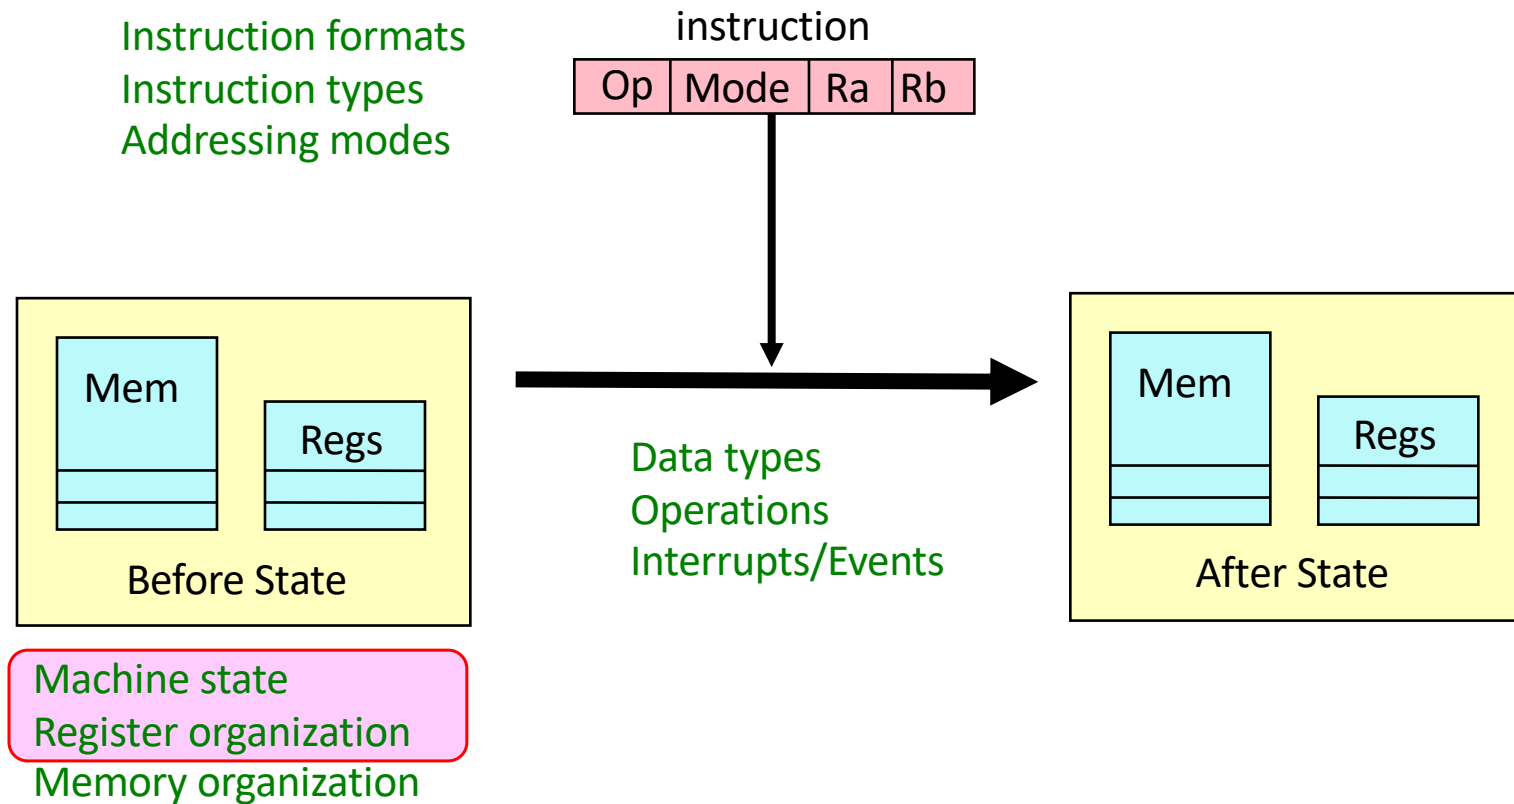 Instruction formats
Instruction types
Addressing modes
instruction
Op Mode Ra Rb
Mem
Regs
Before State
Data types
Operations
Interrupts/Events
Mem
Regs
After State
Machine state
Register organization
Memory organization